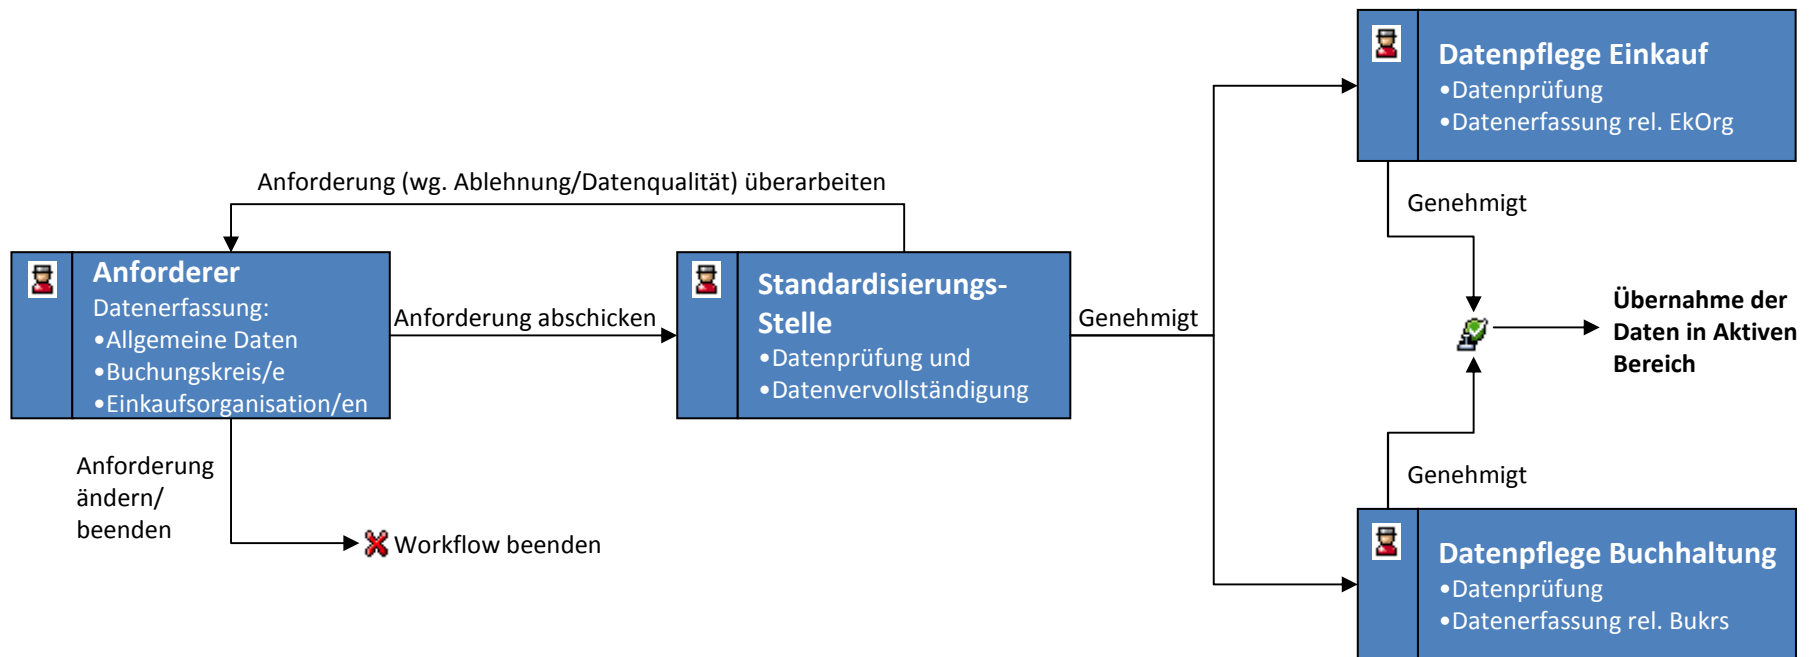 Anforderung (wg. Ablehnung/Datenqualität) überarbeiten
Anforderer
Datenerfassung:
•Allgemeine Daten
•Buchungskreis/e
•Einkaufsorganisation/en
Anforderung abschicken
Anforderung
ändern/
beenden
Workflow beenden
Standardisierungs-
Stelle
•Datenprüfung und
•Datenvervollständigung
Genehmigt
Datenpflege Einkauf
•Datenprüfung
•Datenerfassung rel. EkOrg
Genehmigt
Übernahme der
Daten in Aktiven
Bereich
Genehmigt
Datenpflege Buchhaltung
•Datenprüfung
•Datenerfassung rel. Bukrs